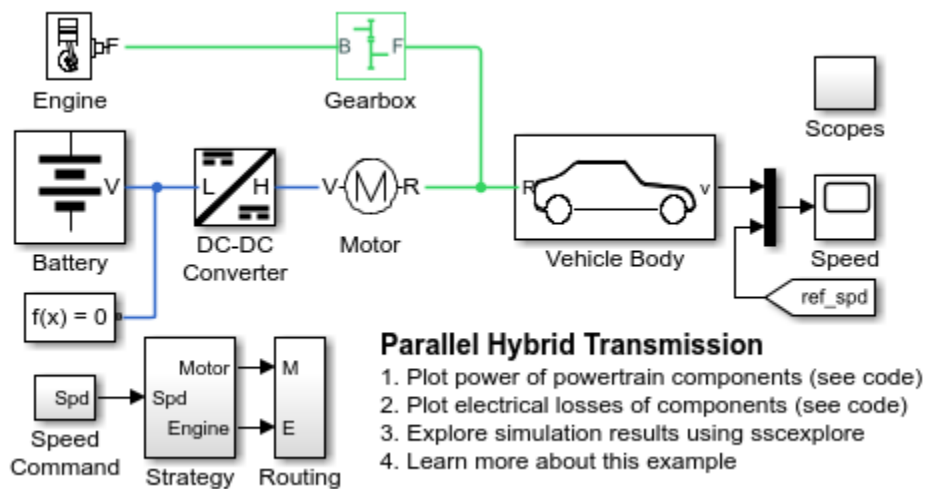 F
Engine
B
F
Gearbox
Scopes
V
Battery
L
H
DC-DC
Converter
V
M
R
Motor
R
v
Vehicle Body
Speed
ref_spd
f(x) = 0
Spd
Speed
Command
Motor
Spd
Engine
Strategy
M
E
Routing
Parallel Hybrid Transmission
1. Plot power of powertrain components (see code)
2. Plot electrical losses of components (see code)
3. Explore simulation results using sscexplore
4. Learn more about this example